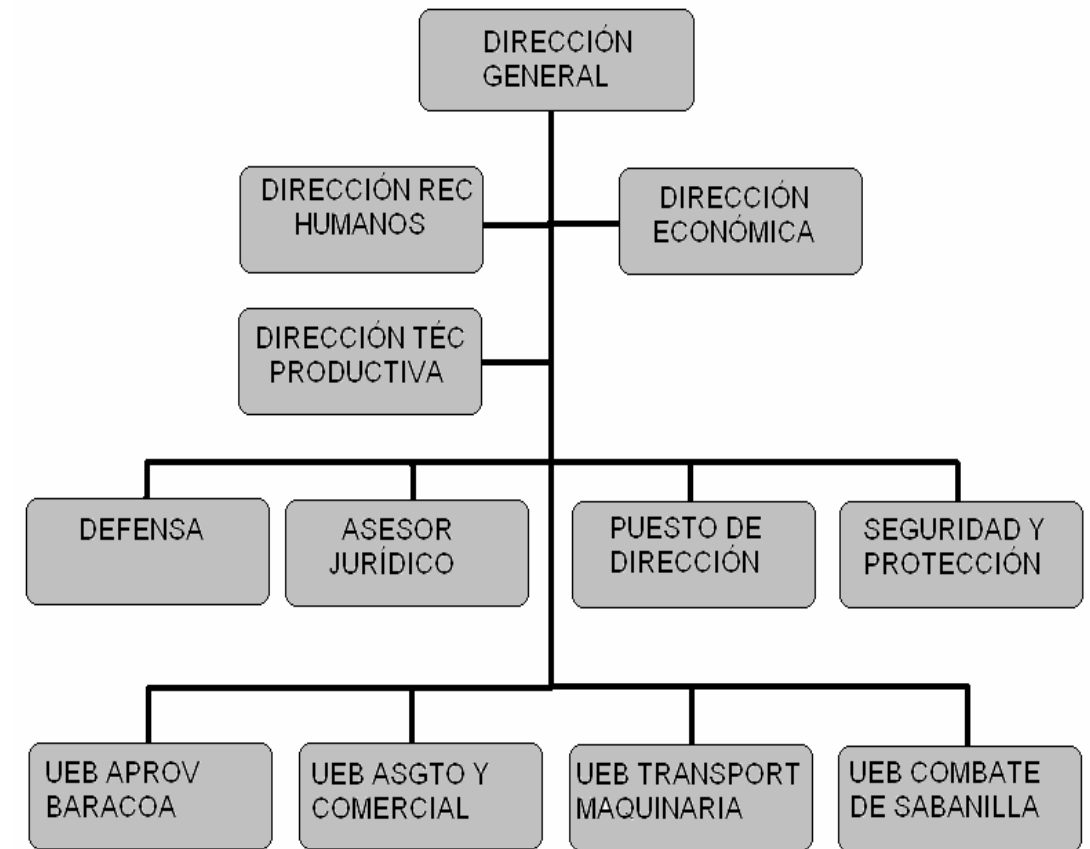 DIRECCIÓN
GENERAL
DIRECCIÓN REC
HUMANOS
DIRECCIÓN
ECONÓMICA
DIRECCIÓN TÉC
PRODUCTIVA
DEFENSA
ASESOR
JURÍDICO
PUESTO DE
DIRECCIÓN
SEGURIDAD Y
PROTECCIÓN
UEB APROV
BARACOA
UEB ASGTO Y
COMERCIAL
UEB TRANSPORT
MAQUINARIA
UEB COMBATE
DE SABANILLA